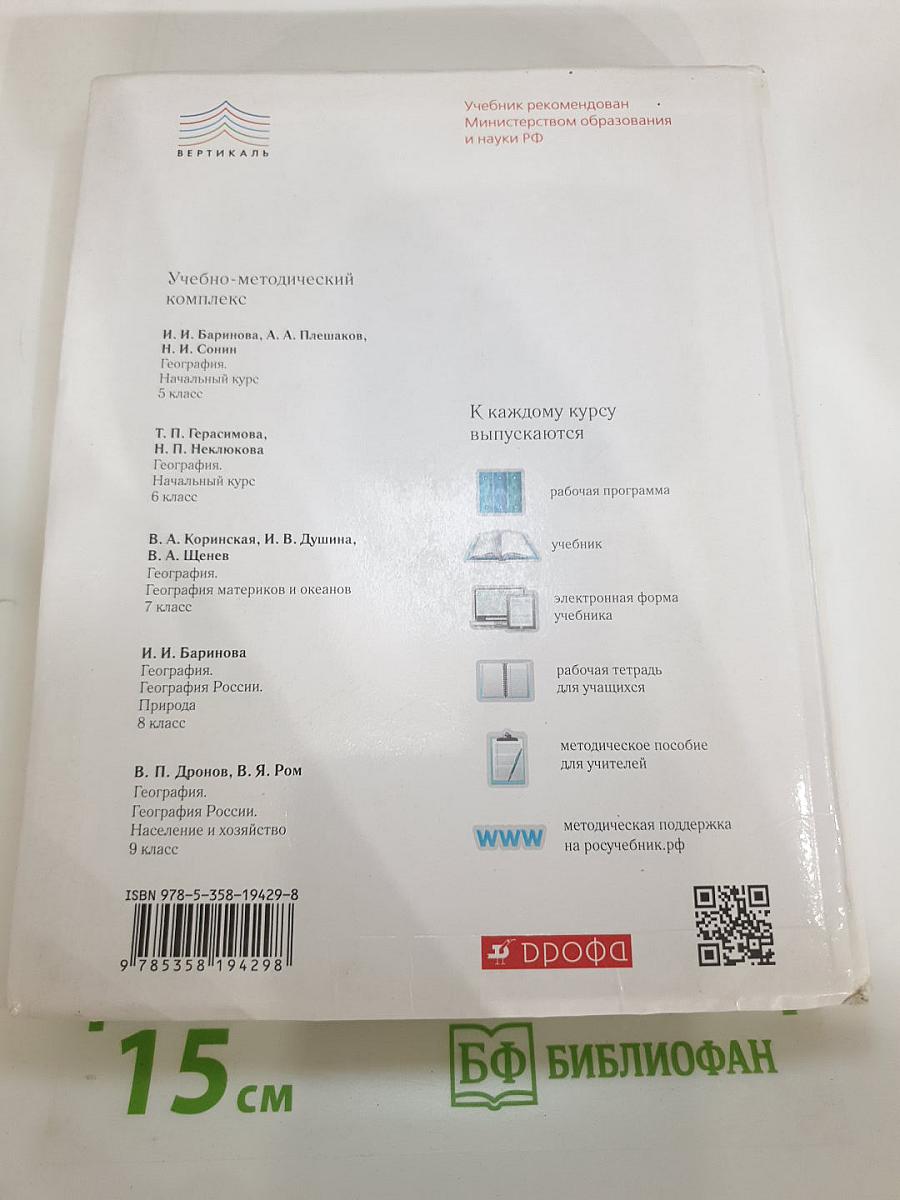 ВЕРТИКАЛЬ
Учебник рекомендован
Министерством образования
и науки РФ
Учебно-методический
комплекс
И. И. Баринова, А. А. Плешаков,
Н. И. Сонин
География.
Начальный курс
5 класс
Т. П. Герасимова,
Н. П. Неклюкова
География.
Начальный курс
6 класс
В. А. Коринская, И. В. Душина,
В. А. Щенев
География.
География материков и океанов
7 класс
И. И. Баринова
География.
География России.
Природа
8 класс
В. П. Дронов, В. Я. Ром
География.
География России.
Население и хозяйство
9 класс
К каждому курсу
выпускаются
рабочая программа
учебник
электронная форма
учебника
рабочая тетрадь
для учащихся
методическое пособие
для учителей
www
методическая поддержка
на росучебник.рф
ISBN 978-5-358-19429-8
9 785358 194298
дрофа
15 см
БФ БИБЛИОФАН